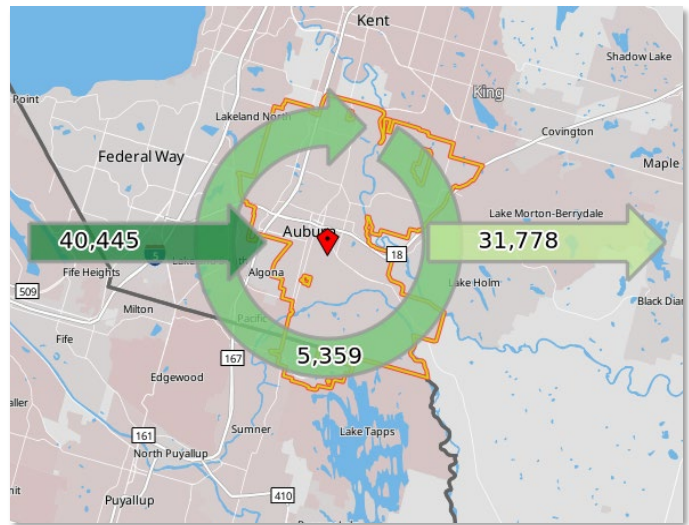 Kent
Shadow Lake
King
Point
Lakeland North
Covington
Federal Way
Maple
Lake Morton-Berrydale
40,445
Auburn
31,778
18
5
Fife Heights
Algona
Lake Holm
509
Black Dia
Milton
Pacific
Fife
5,359
167
Edgewood
aller
161
Sumner
Lake Tapps
North Puyallup
nit
410
Puyallup